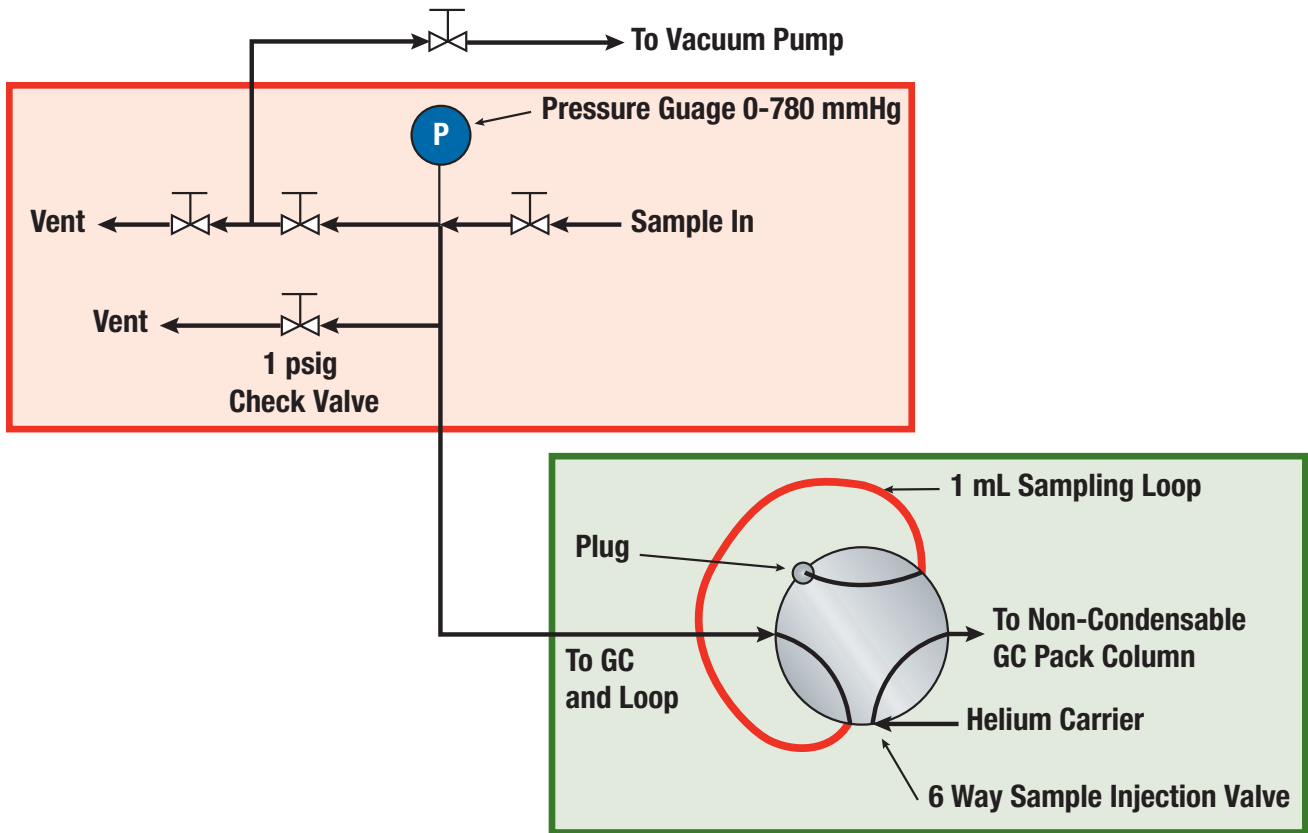 To Vacuum Pump
Pressure Guage 0-780 mmHg
P
Vent
Sample In
Vent
1 psig
Check Valve
1 mL Sampling Loop
Plug
To Non-Condensable
GC Pack Column
To GC
and Loop
Helium Carrier
6 Way Sample Injection Valve